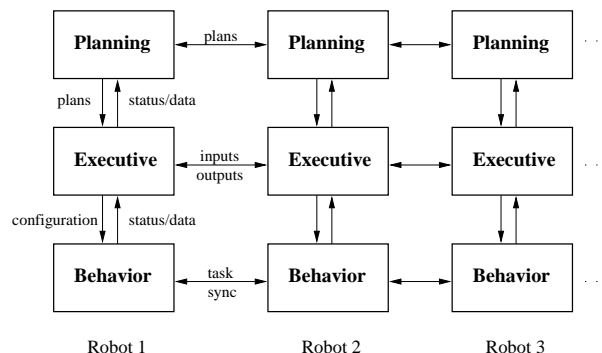 Planning
plans
Planning
Planning
plans
status/data
Executive
inputs
outputs
Executive
Executive
configuration
status/data
Behavior
task
sync
Behavior
Behavior
Robot 1
Robot 2
Robot 3